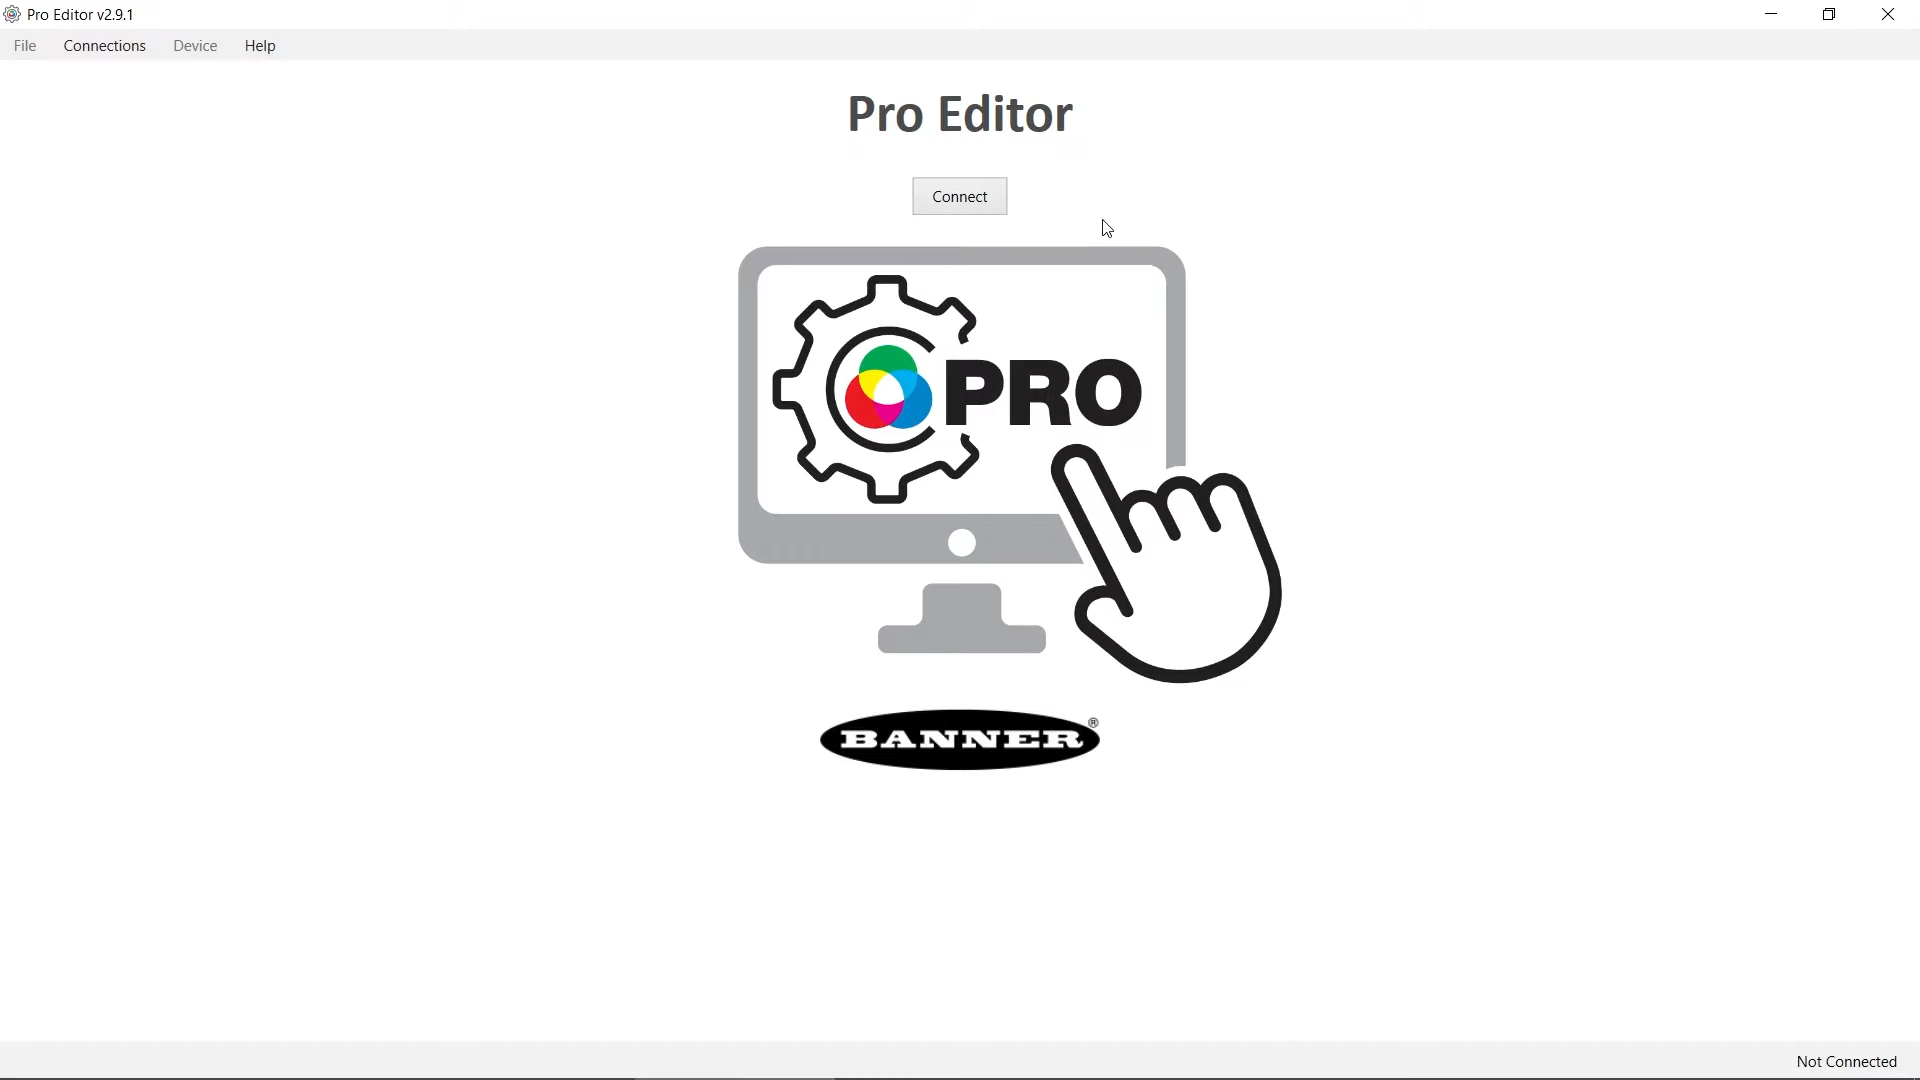 Pro Editor v2.9.1
File Connections Device Help
Pro Editor
Connect
PRO
BANNER®
Not Connected